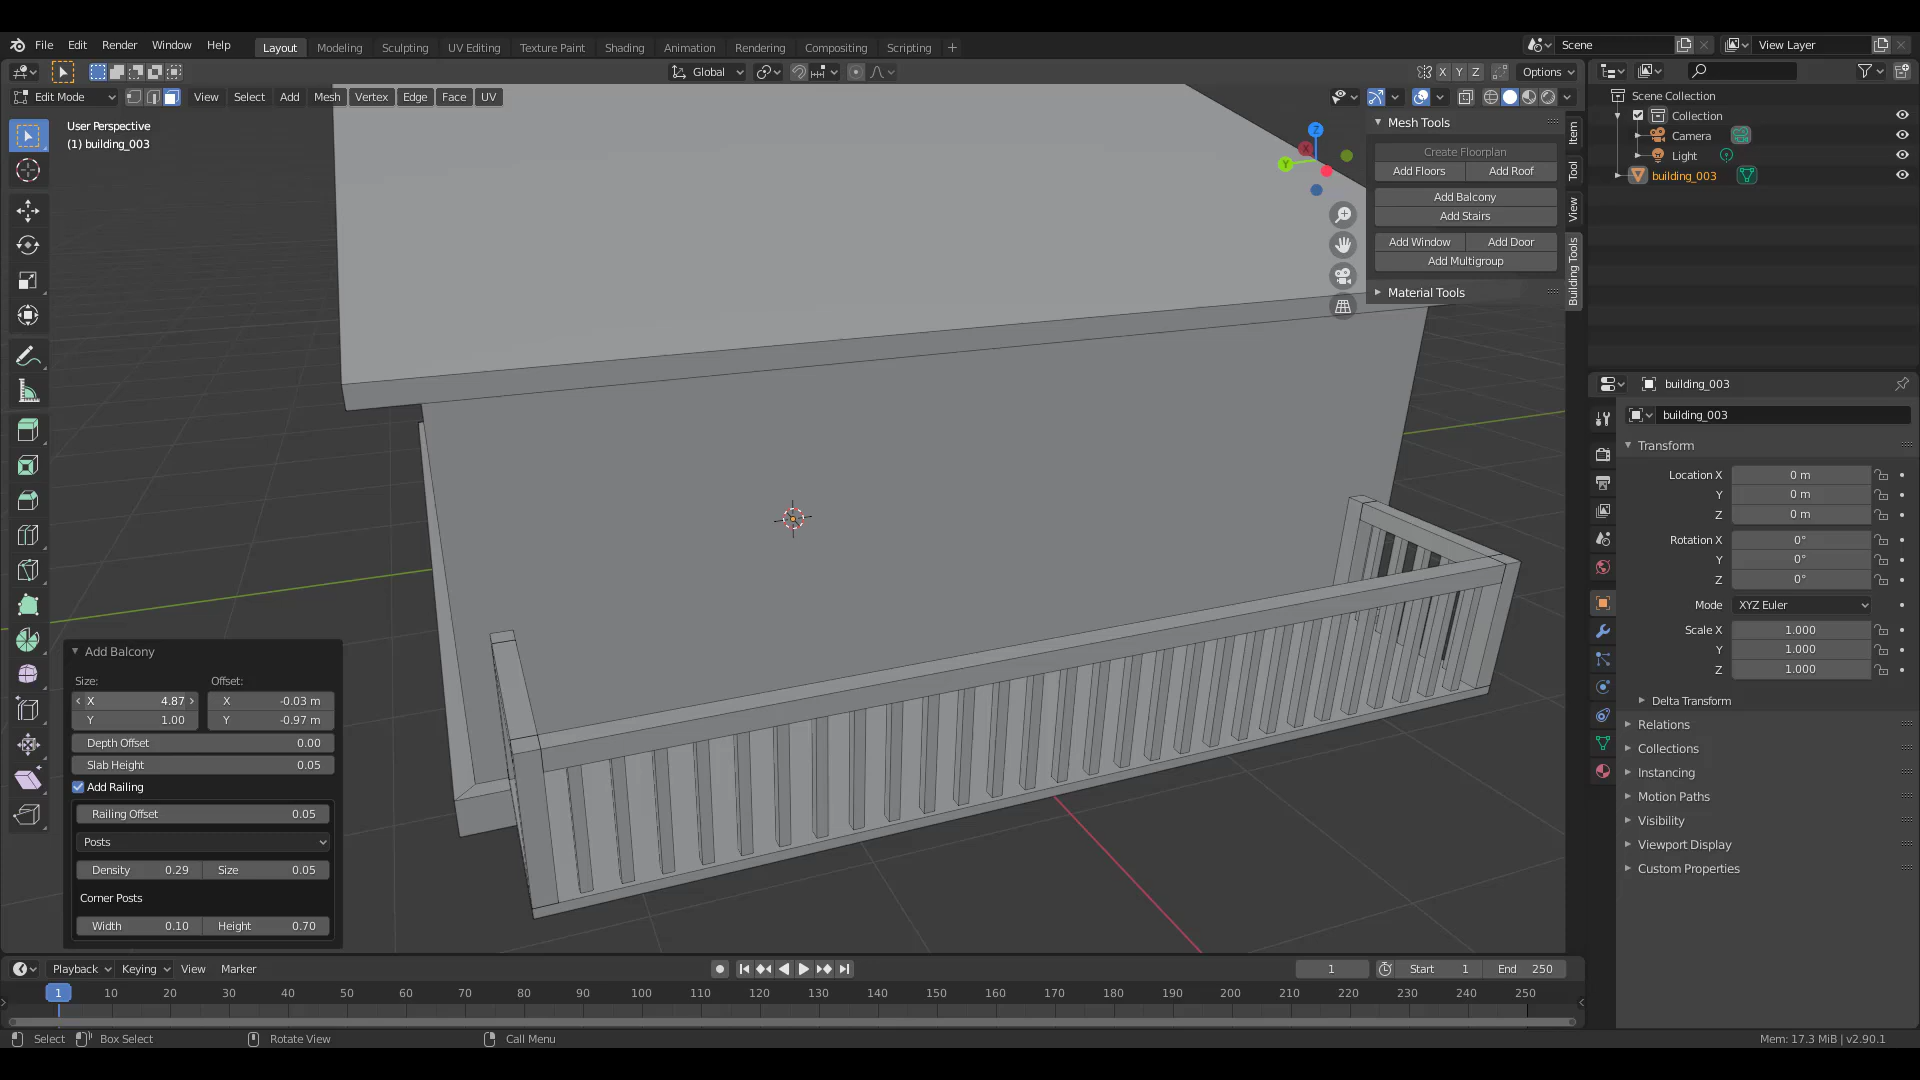 File Edit Render Window Help Layout Modeling Sculpting UV Editing Texture Paint Shading Animation Rendering Compositing Scripting +
Scene
View Layer
Global
X Y Z
Options
Edit Mode
View Select Add Mesh Vertex Edge Face UV
User Perspective
(1) building_003
Z
X
Y
Mesh Tools
Create Floorplan
Add Floors Add Roof
Add Balcony
Add Stairs
Add Window Add Door
Add Multigroup
Material Tools
Item
Tool
View
Building Tools
Scene Collection
Collection
Camera
Light
building_003
building_003
building_003
Transform
Location X 0 m
Y 0 m
Z 0 m
Rotation X 0°
Y 0°
Z 0°
Mode XYZ Euler
Scale X 1.000
Y 1.000
Z 1.000
Delta Transform
Relations
Collections
Instancing
Motion Paths
Visibility
Viewport Display
Custom Properties
Add Balcony
Size: Offset:
X 4.87 X -0.03 m
Y 1.00 Y -0.97 m
Depth Offset 0.00
Slab Height 0.05
Add Railing
Railing Offset 0.05
Posts
Density 0.29 Size 0.05
Corner Posts
Width 0.10 Height 0.70
Playback Keying View Marker
1 Start 1 End 250
1 10 20 30 40 50 60 70 80 90 100 110 120 130 140 150 160 170 180 190 200 210 220 230 240 250
Select Box Select Rotate View Call Menu
Mem: 17.3 MiB | v2.90.1